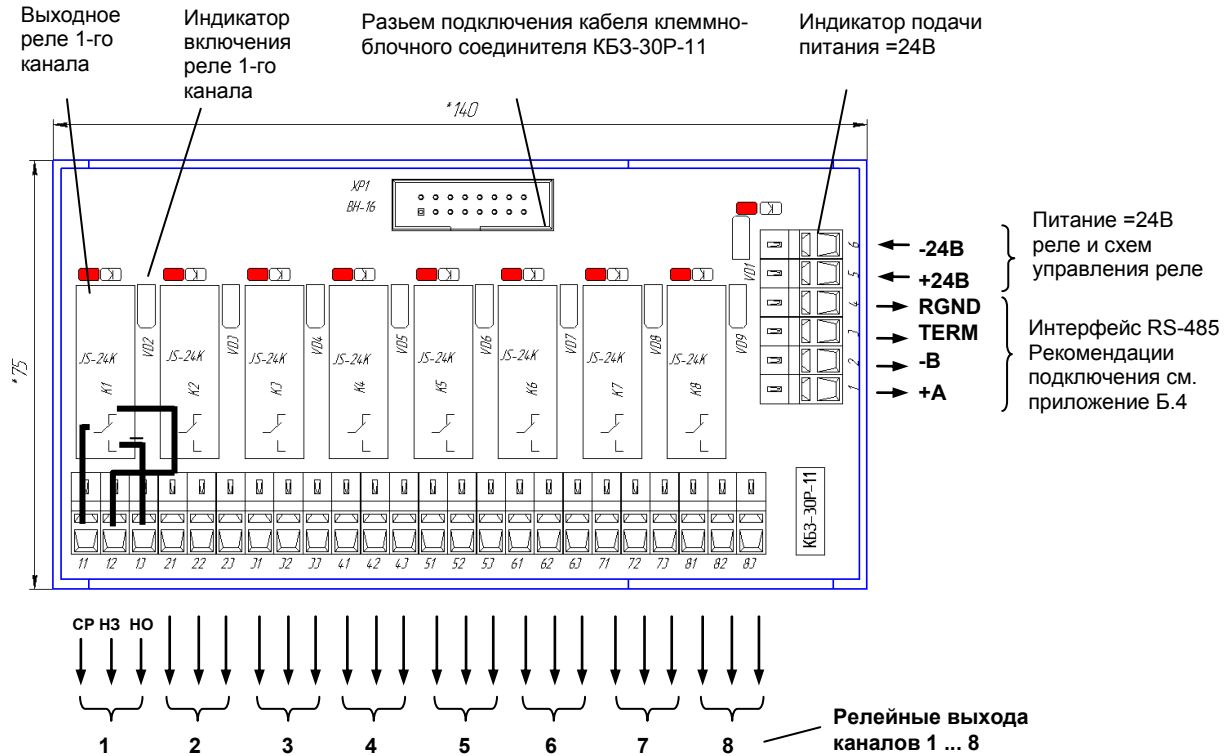 Выходное
реле 1-го
канала
Индикатор
включения
реле 1-го
канала
Разьем подключения кабеля клеммно-
блочного соединителя КБЗ-30Р-11
Индикатор подачи
питания =24В
*140
*75
XP1
BH-16
VD1
6
5
4
3
2
1
-24В
+24В
RGND
TERM
-B
+A
Питание =24В
реле и схем
управления реле
Интерфейс RS-485
Рекомендации
подключения см.
приложение Б.4
JS-24K
K1
VD2
JS-24K
K2
VD3
JS-24K
K3
VD4
JS-24K
K4
VD5
JS-24K
K5
VD6
JS-24K
K6
VD7
JS-24K
K7
VD8
JS-24K
K8
VD9
КБЗ-30Р-11
11 12 13 21 22 23 31 32 33 41 42 43 51 52 53 61 62 63 71 72 73 81 82 83
СР НЗ НО
1 2 3 4 5 6 7 8
Релейные выхода
каналов 1 ... 8